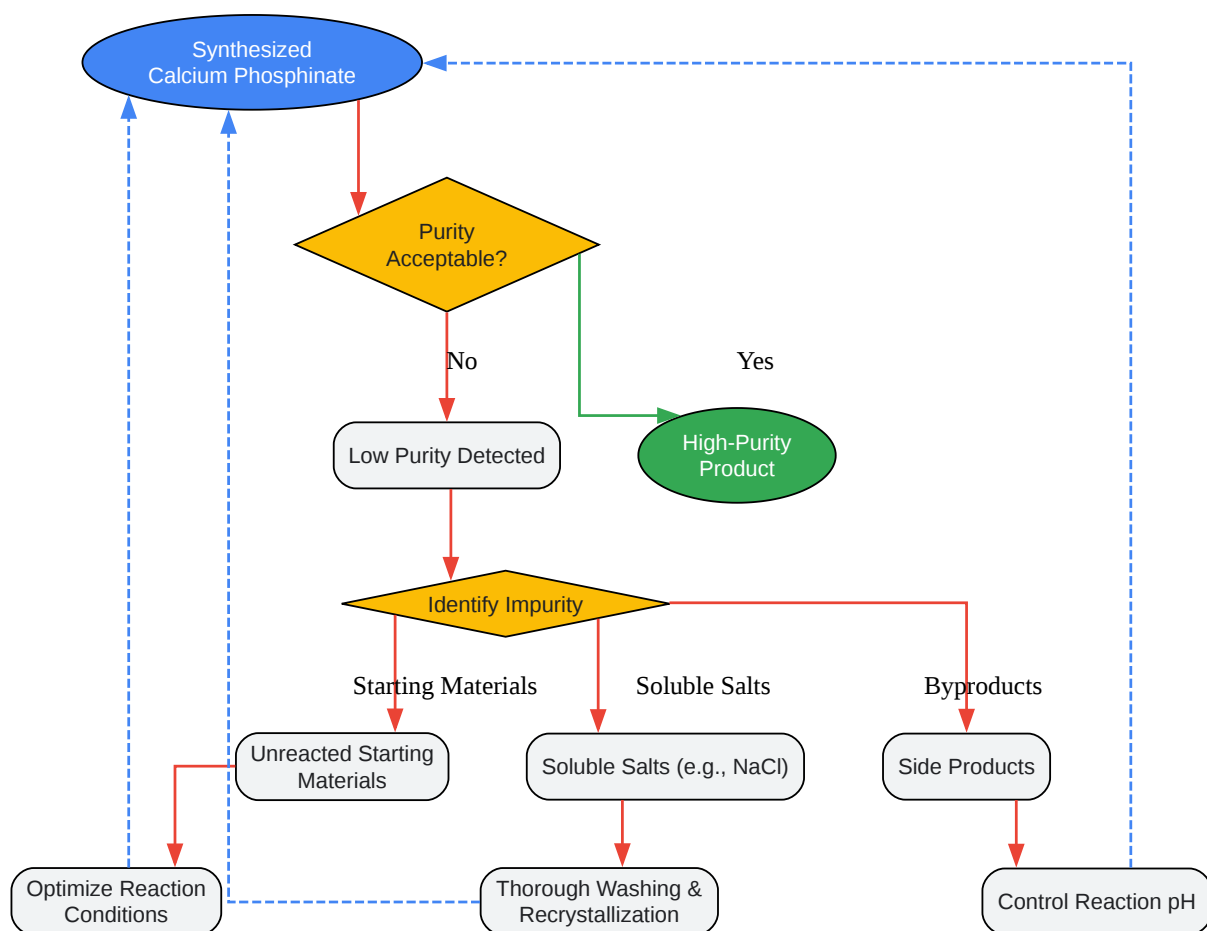 Synthesized
Calcium Phosphinate
Purity
Acceptable?
No
Yes
Low Purity Detected
High-Purity
Product
Identify Impurity
Starting Materials
Soluble Salts
Byproducts
Unreacted Starting
Materials
Soluble Salts (e.g., NaCl)
Side Products
Optimize Reaction
Conditions
Thorough Washing &
Recrystallization
Control Reaction pH